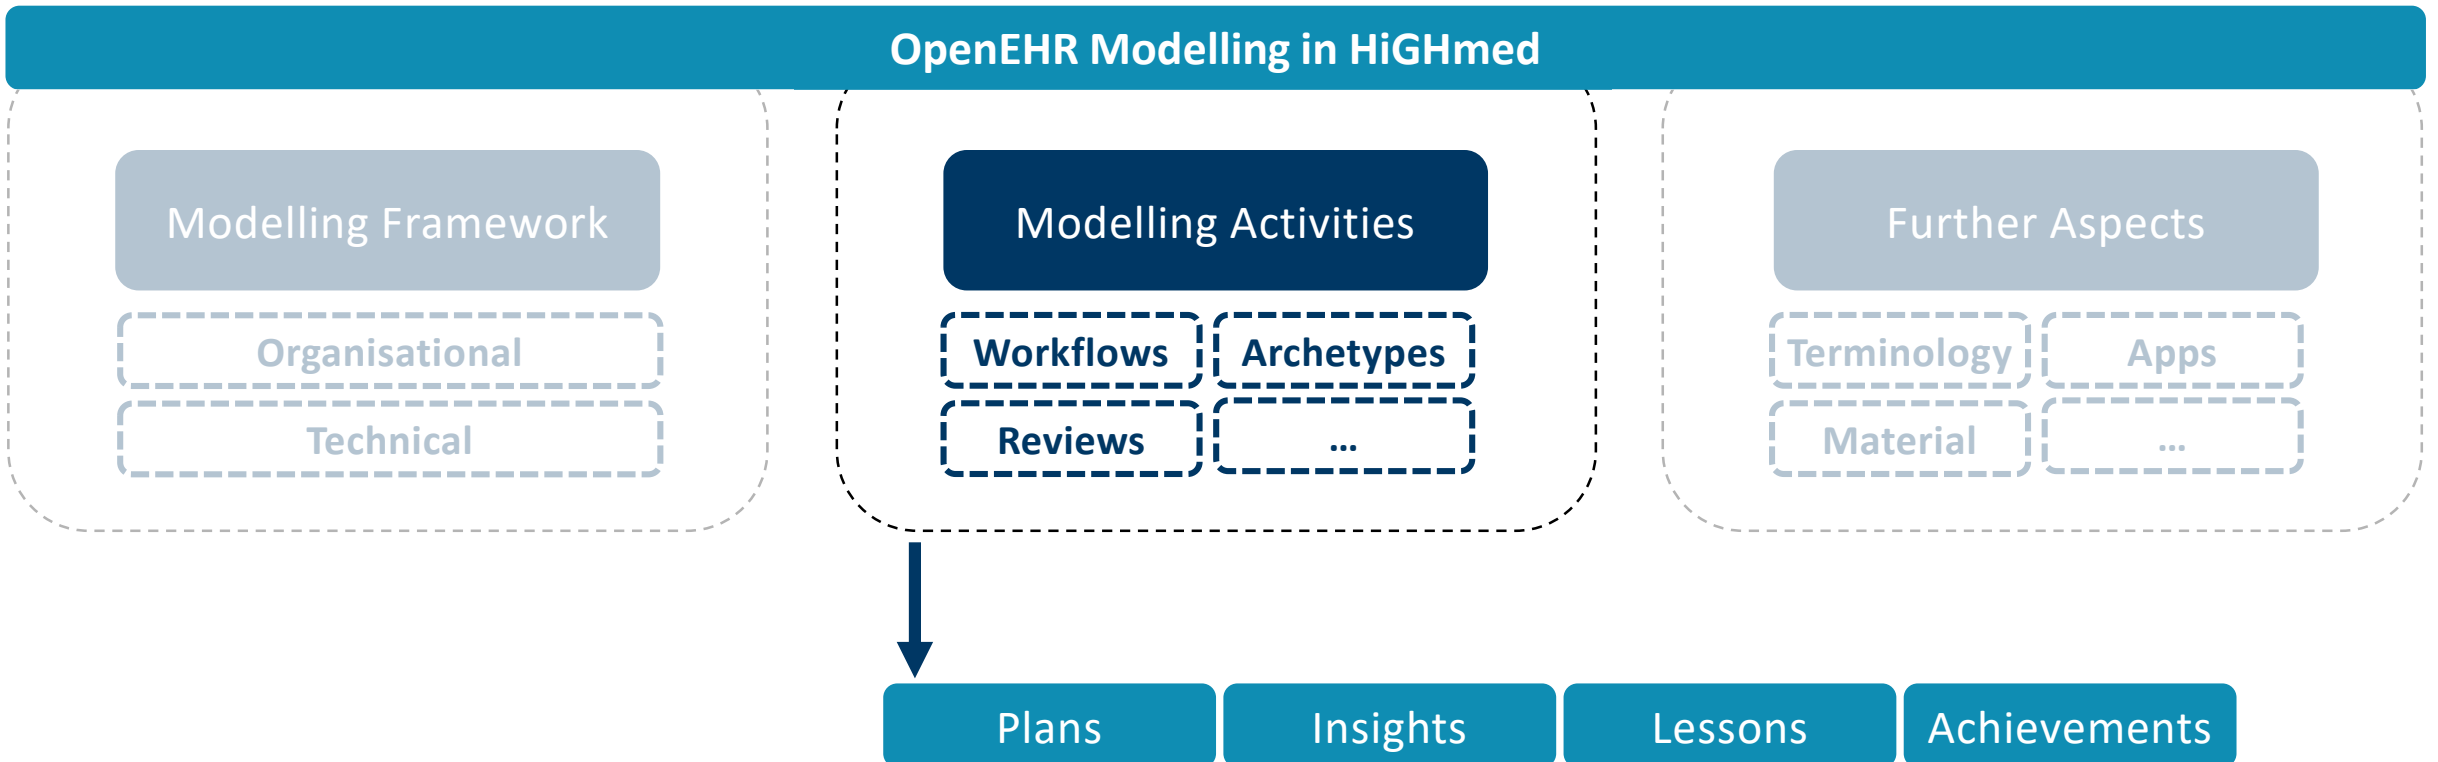 OpenEHR Modelling in HiGHmed
Modelling Framework
Organisational
Technical
Modelling Activities
Workflows
Archetypes
Reviews
...
Further Aspects
Terminology
Apps
Material
...
Plans
Insights
Lessons
Achievements